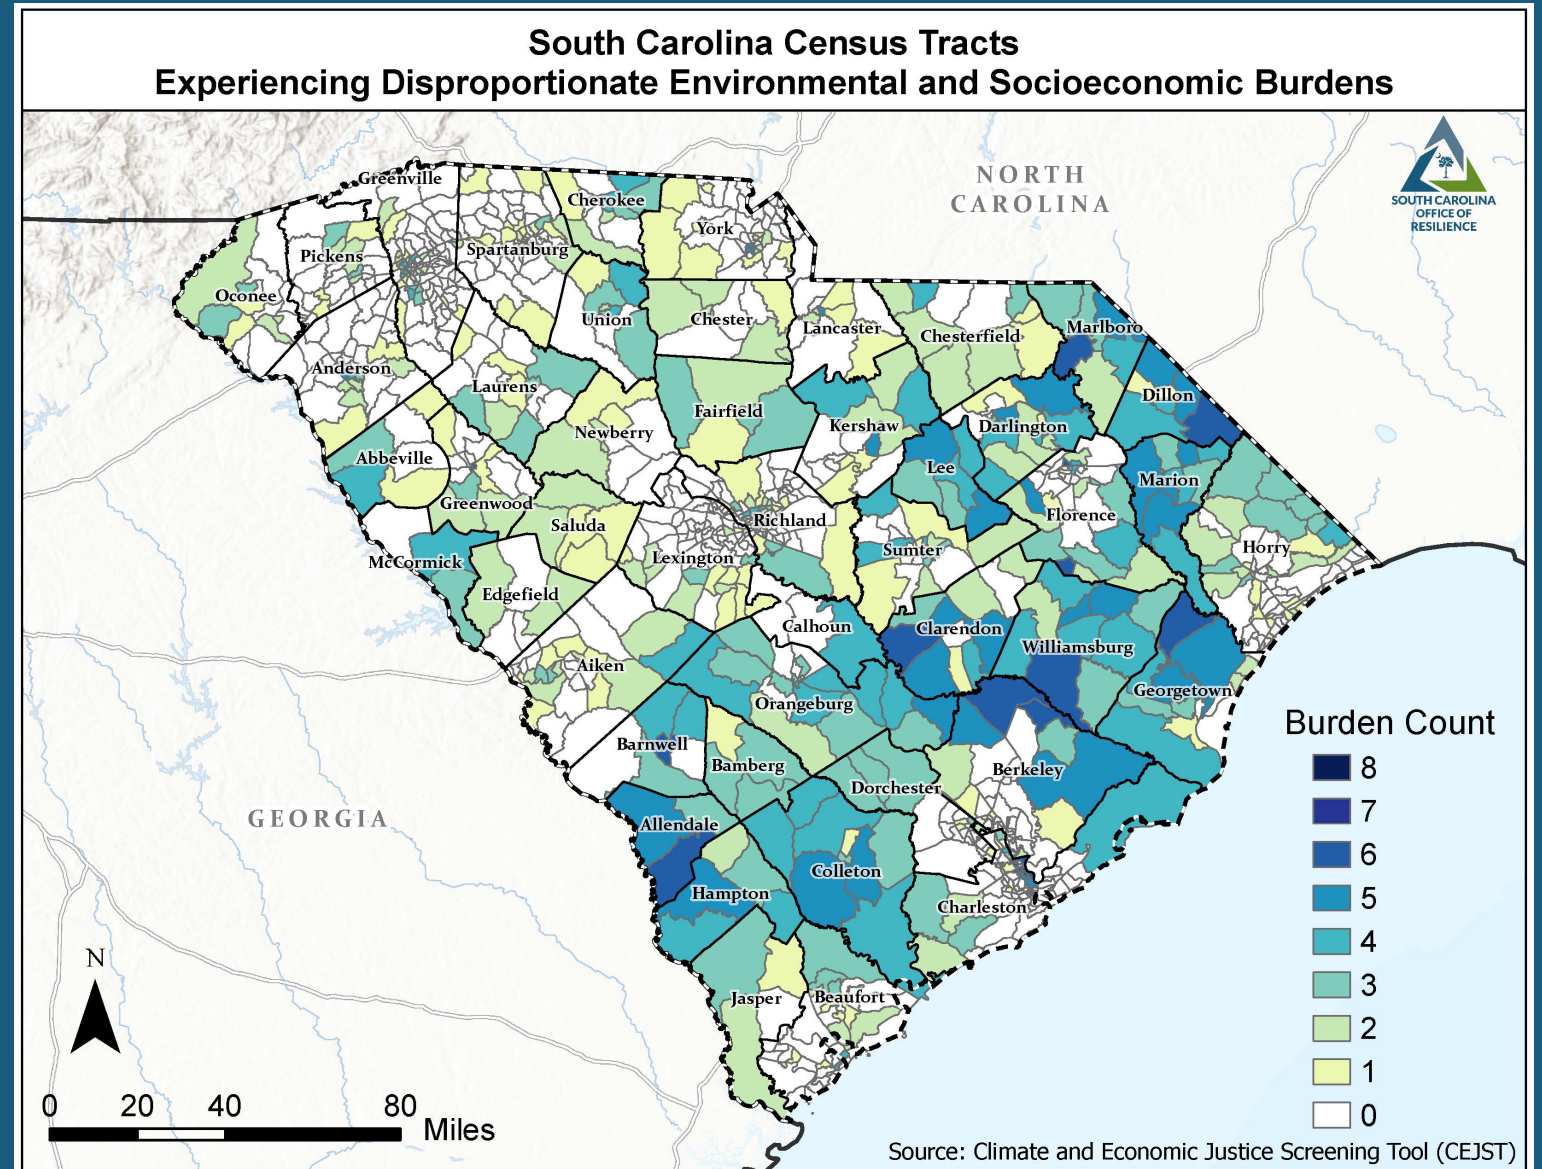 South Carolina Census Tracts
Experiencing Disproportionate Environmental and Socioeconomic Burdens
NORTH
CAROLINA
SOUTH CAROLINA
OFFICE OF
RESILIENCE
Greenville
Cherokee
York
Pickens
Spartanburg
Oconee
Union
Chester
Lancaster
Chesterfield
Marlboro
Anderson
Laurens
Dillon
Fairfield
Kershaw
Darlington
Newberry
Abbeville
Lee
Marion
Greenwood
Saluda
Richland
Florence
McCormick
Lexington
Sumter
Horry
Edgefield
Calhoun
Clarendon
Williamsburg
Aiken
Orangeburg
Georgetown
Barnwell
Bamberg
Berkeley
Dorchester
GEORGIA
Allendale
Colleton
Hampton
Charleston
Jasper
Beaufort
Burden Count
8
7
6
5
4
3
2
1
0
N
0 20 40 80
Miles
Source: Climate and Economic Justice Screening Tool (CEJST)